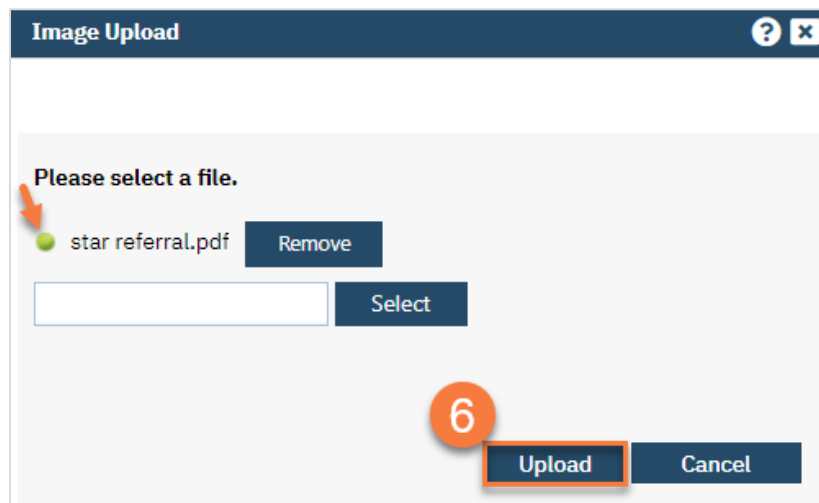 Image Upload
?
Please select a file.
star referral.pdf
Remove
Select
6
Upload
Cancel